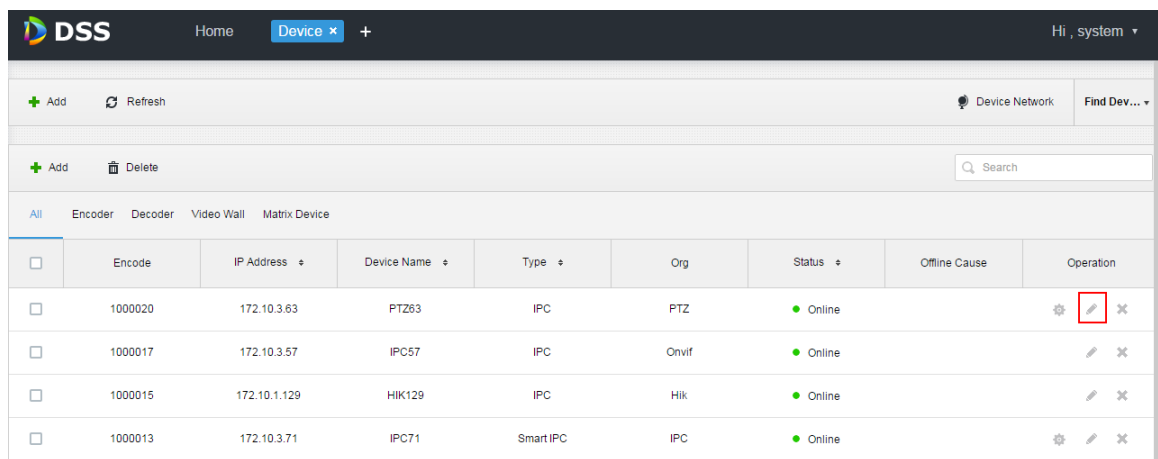 DSS Home Device × + Hi , system
Add Refresh Device Network Find Dev...
Add Delete Search
All Encoder Decoder Video Wall Matrix Device
Encode IP Address Device Name Type Org Status Offline Cause Operation
1000020 172.10.3.63 PTZ63 IPC PTZ Online
1000017 172.10.3.57 IPC57 IPC Onvif Online
1000015 172.10.1.129 HIK129 IPC Hik Online
1000013 172.10.3.71 IPC71 Smart IPC IPC Online